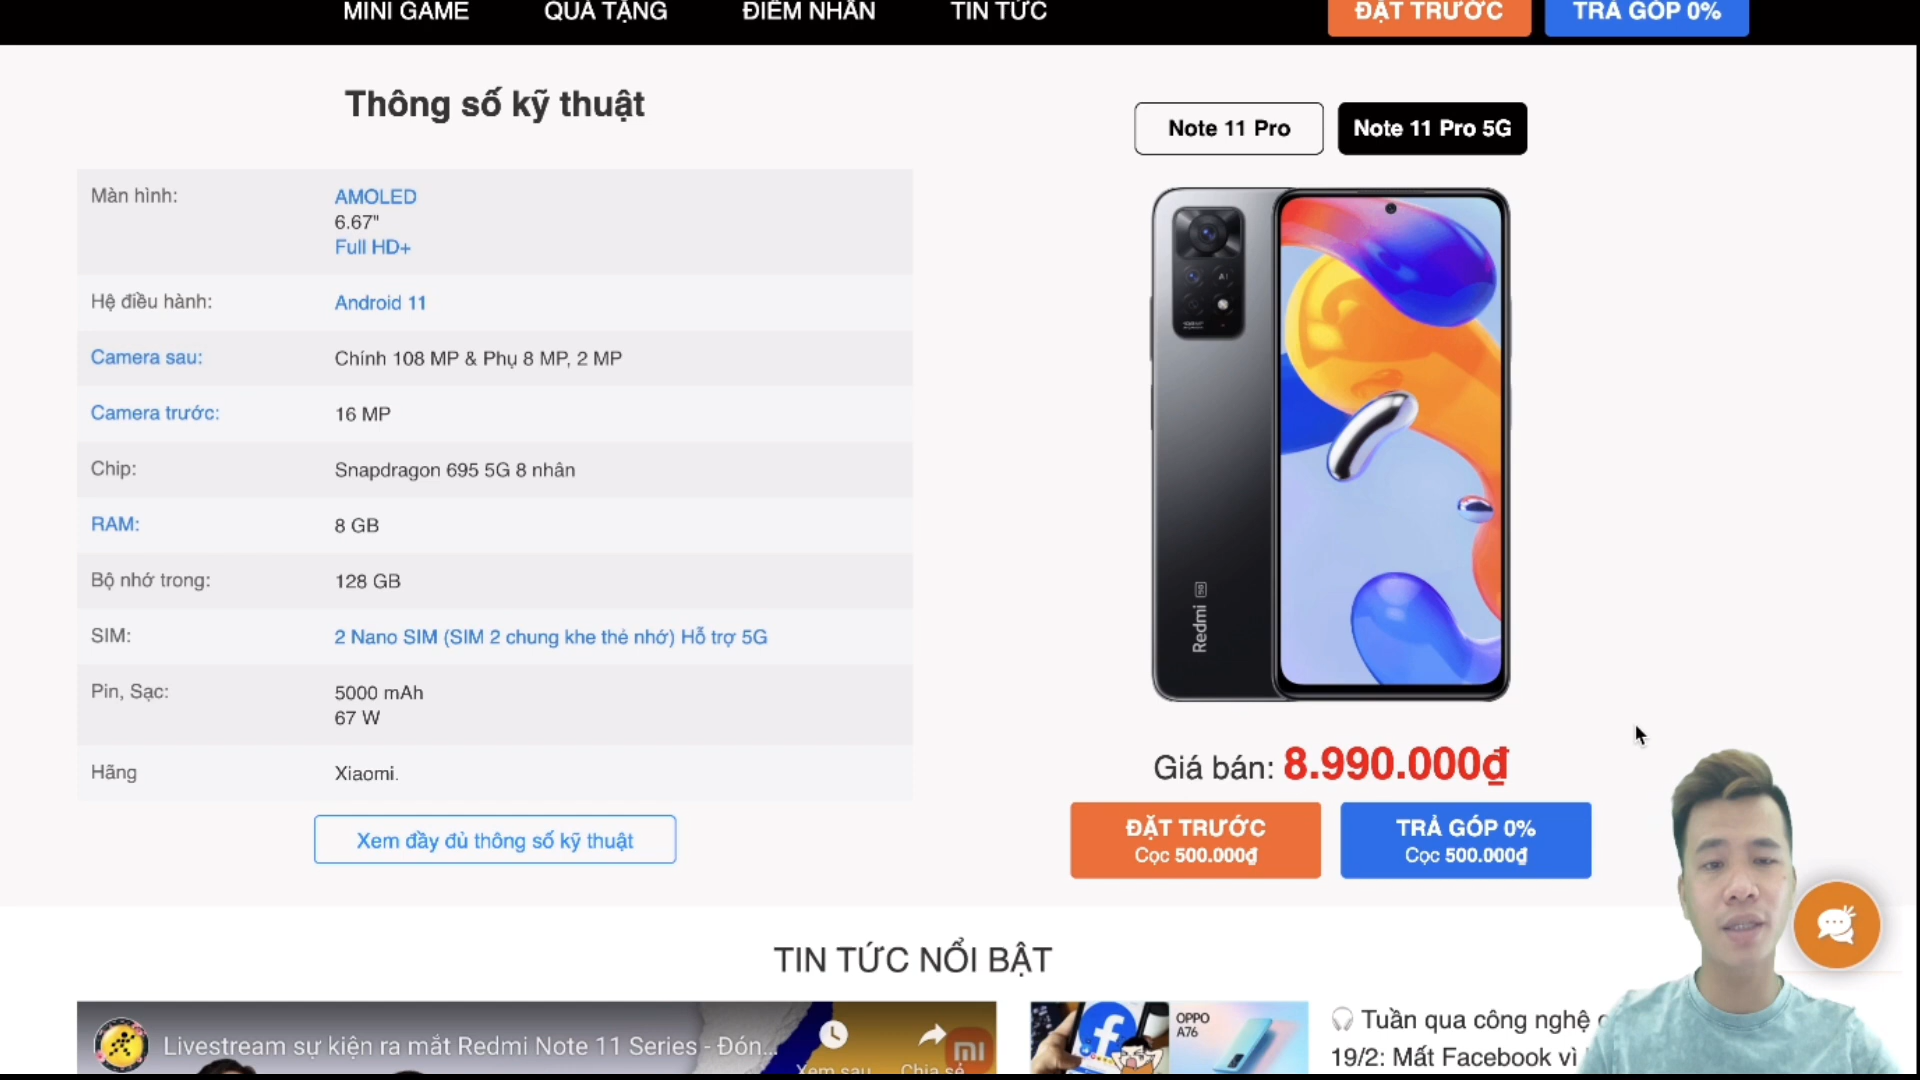 MINI GAME QUÀ TẶNG ĐIỂM NHẤN TIN TỨC ĐẶT TRƯỚC TRẢ GÓP 0%
Thông số kỹ thuật
Note 11 Pro Note 11 Pro 5G
Màn hình: AMOLED
6.67"
Full HD+
Hệ điều hành: Android 11
Camera sau: Chính 108 MP & Phụ 8 MP, 2 MP
Camera trước: 16 MP
Chip: Snapdragon 695 5G 8 nhân
RAM: 8 GB
Bộ nhớ trong: 128 GB
SIM: 2 Nano SIM (SIM 2 chung khe thẻ nhớ) Hỗ trợ 5G
Pin, Sạc: 5000 mAh
67 W
Hãng Xiaomi.
Xem đầy đủ thông số kỹ thuật
AI
Redmi 5G
Giá bán: 8.990.000₫
ĐẶT TRƯỚC
Cọc 500.000₫
TRẢ GÓP 0%
Cọc 500.000₫
TIN TỨC NỔI BẬT
Livestream sự kiện ra mắt Redmi Note 11 Series - Đón...
Xem sau Chia sẻ
OPPO
A76
Tuần qua công nghệ
19/2: Mất Facebook vì